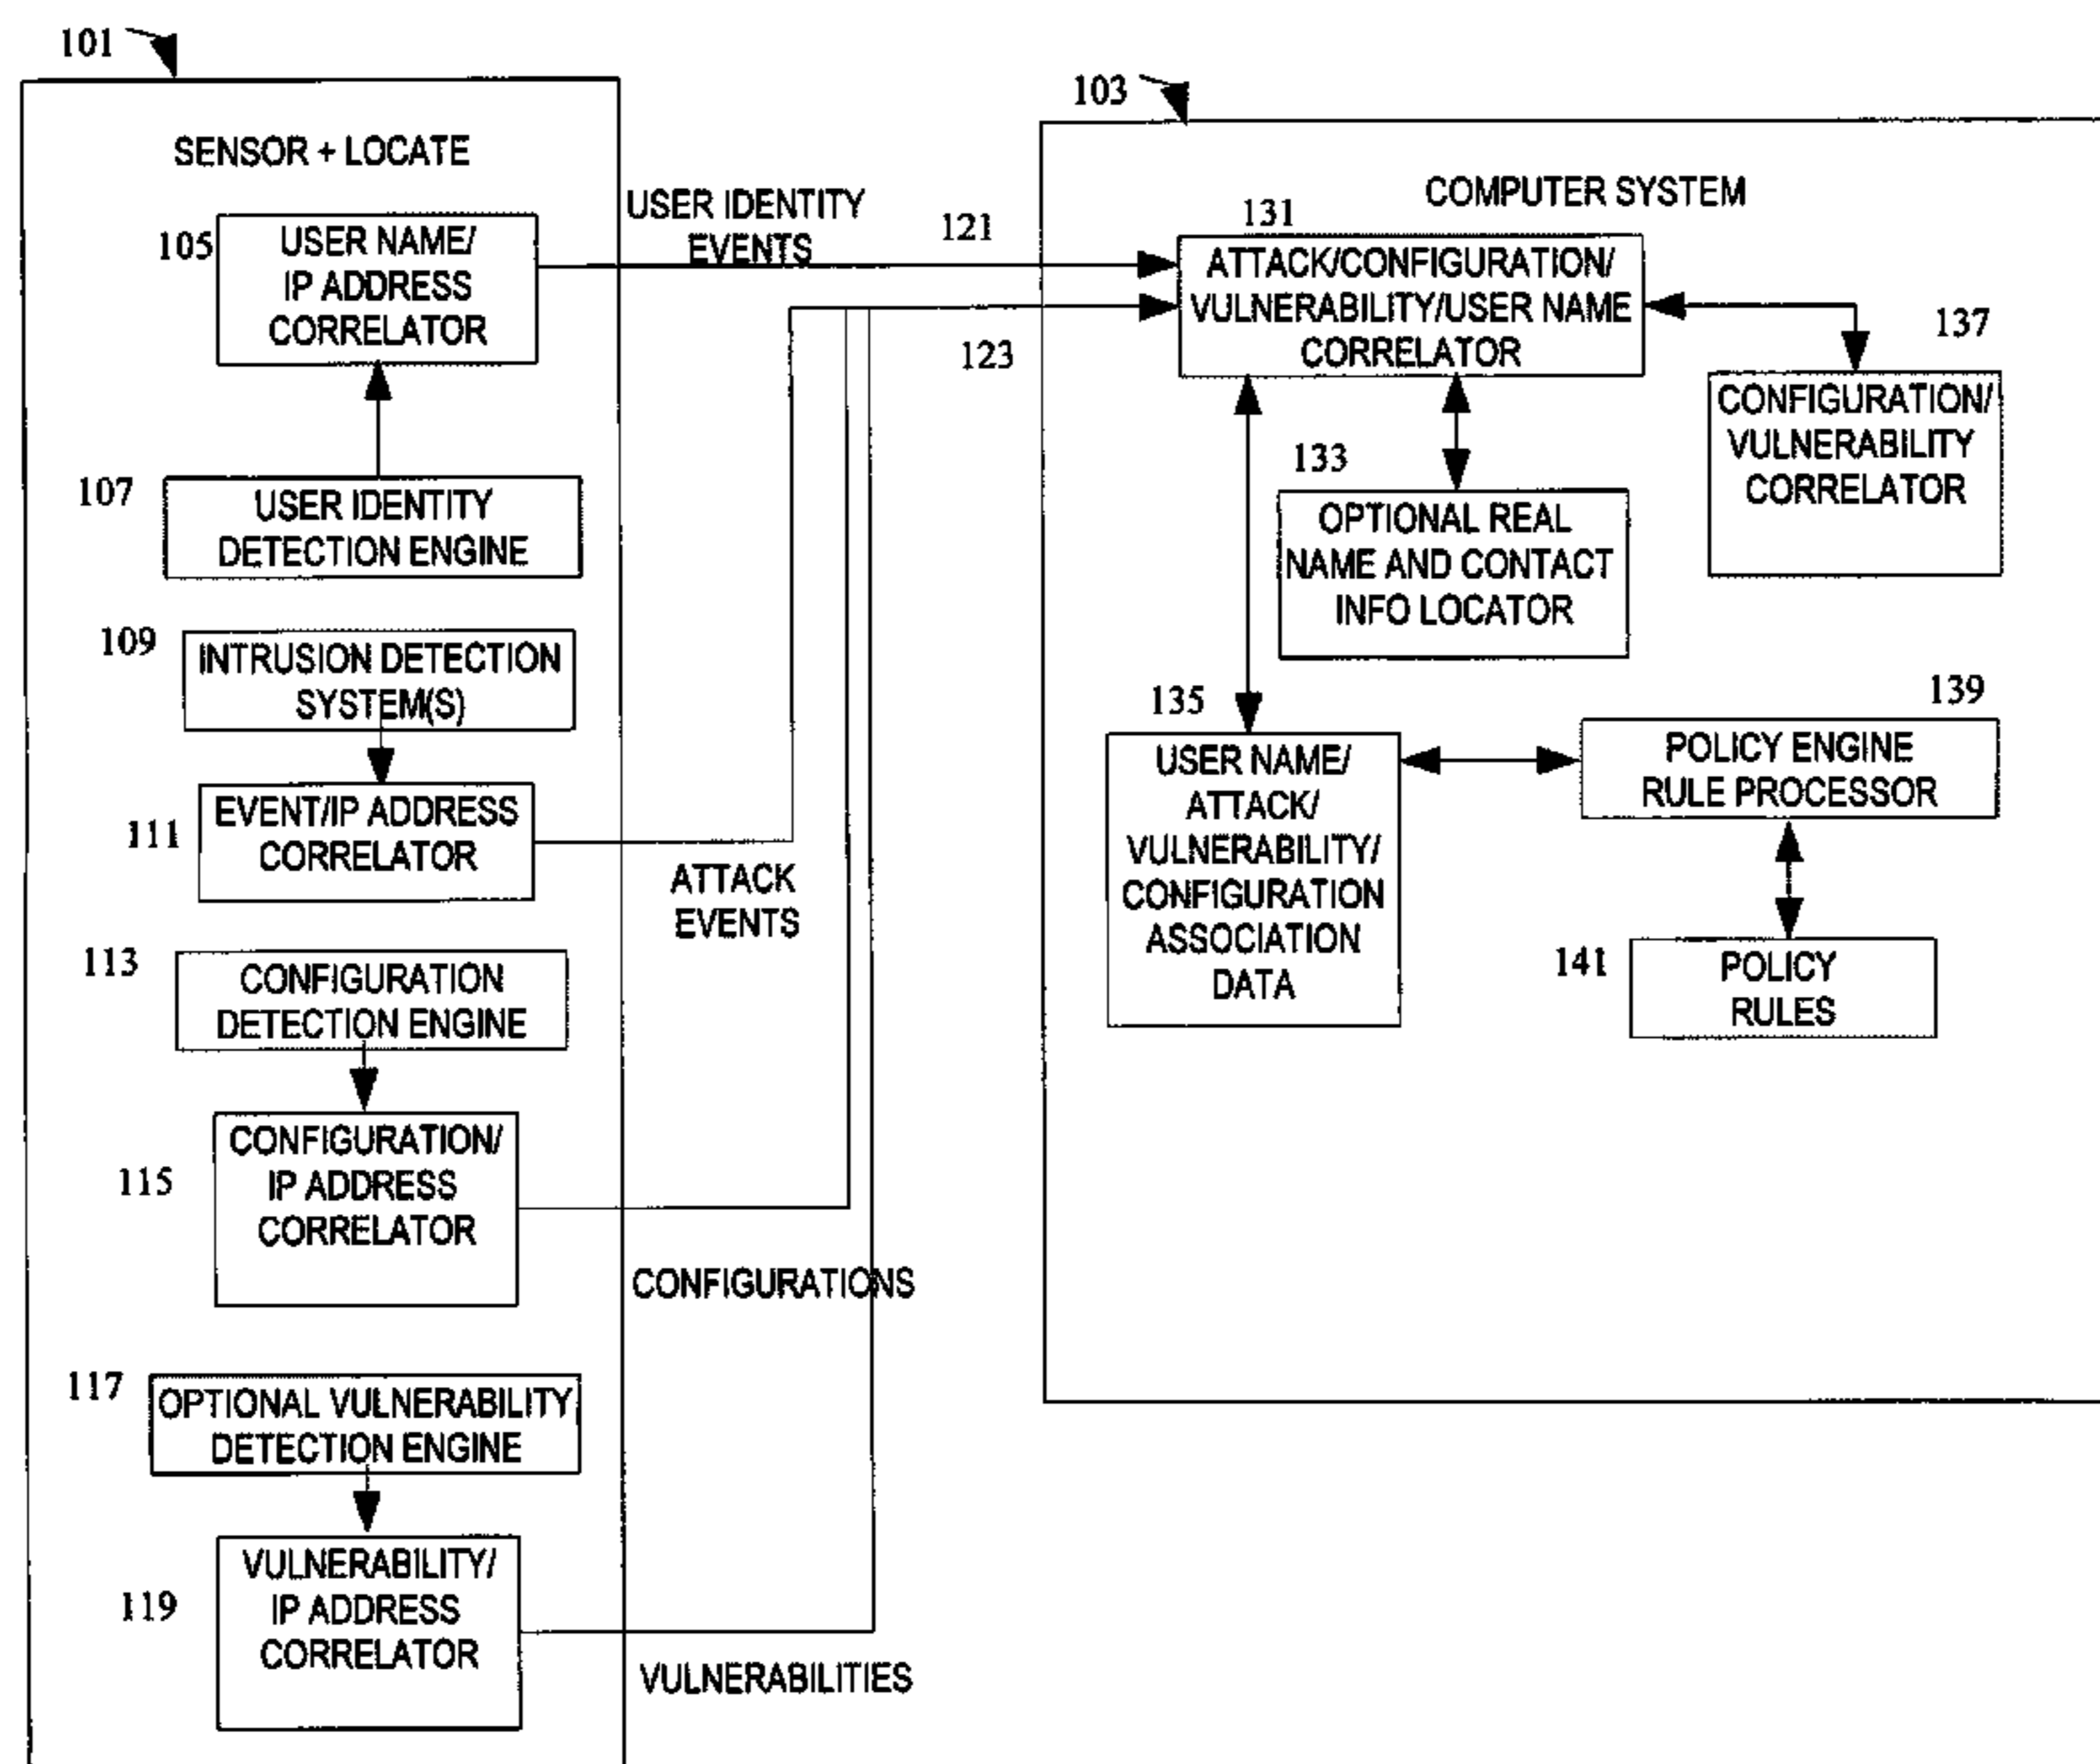 101
SENSOR + LOCATE
105
USER NAME/
IP ADDRESS
CORRELATOR
107
USER IDENTITY
DETECTION ENGINE
109
INTRUSION DETECTION
SYSTEM(S)
111
EVENT/IP ADDRESS
CORRELATOR
113
CONFIGURATION
DETECTION ENGINE
115
CONFIGURATION/
IP ADDRESS
CORRELATOR
117
OPTIONAL VULNERABILITY
DETECTION ENGINE
119
VULNERABILITY/
IP ADDRESS
CORRELATOR
USER IDENTITY
EVENTS
121
123
ATTACK
EVENTS
CONFIGURATIONS
VULNERABILITIES
103
COMPUTER SYSTEM
131
ATTACK/CONFIGURATION/
VULNERABILITY/USER NAME
CORRELATOR
137
CONFIGURATION/
VULNERABILITY
CORRELATOR
133
OPTIONAL REAL
NAME AND CONTACT
INFO LOCATOR
135
USER NAME/
ATTACK/
VULNERABILITY/
CONFIGURATION
ASSOCIATION
DATA
139
POLICY ENGINE
RULE PROCESSOR
141
POLICY
RULES